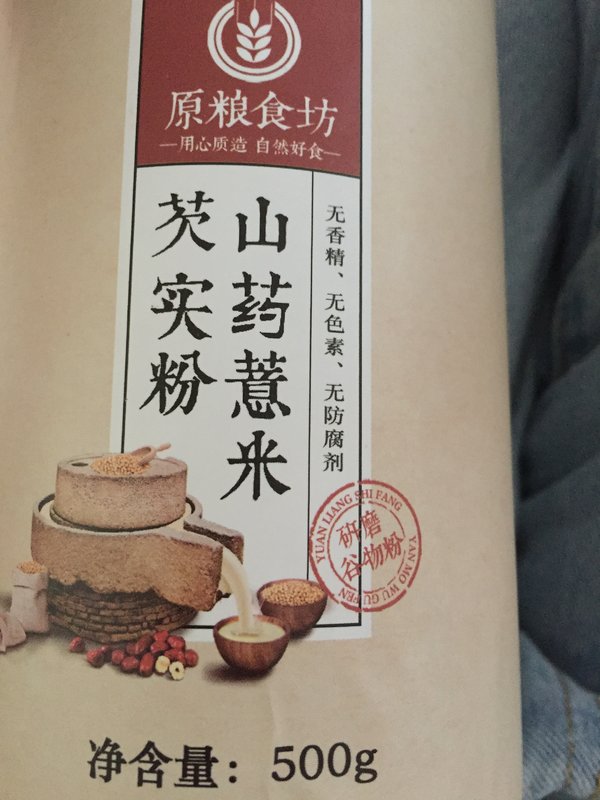 原粮食坊
—用心质造 自然好食—
无香精、无色素、无防腐剂
山药薏米
芡实粉
YUAN LIANG SHI FANG
研磨
谷物粉
YAN MO WU GU FEN
净含量：500g